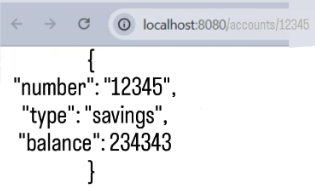 localhost:8080/accounts/12345
{
"number": "12345",
"type": "savings",
"balance": 234343
}